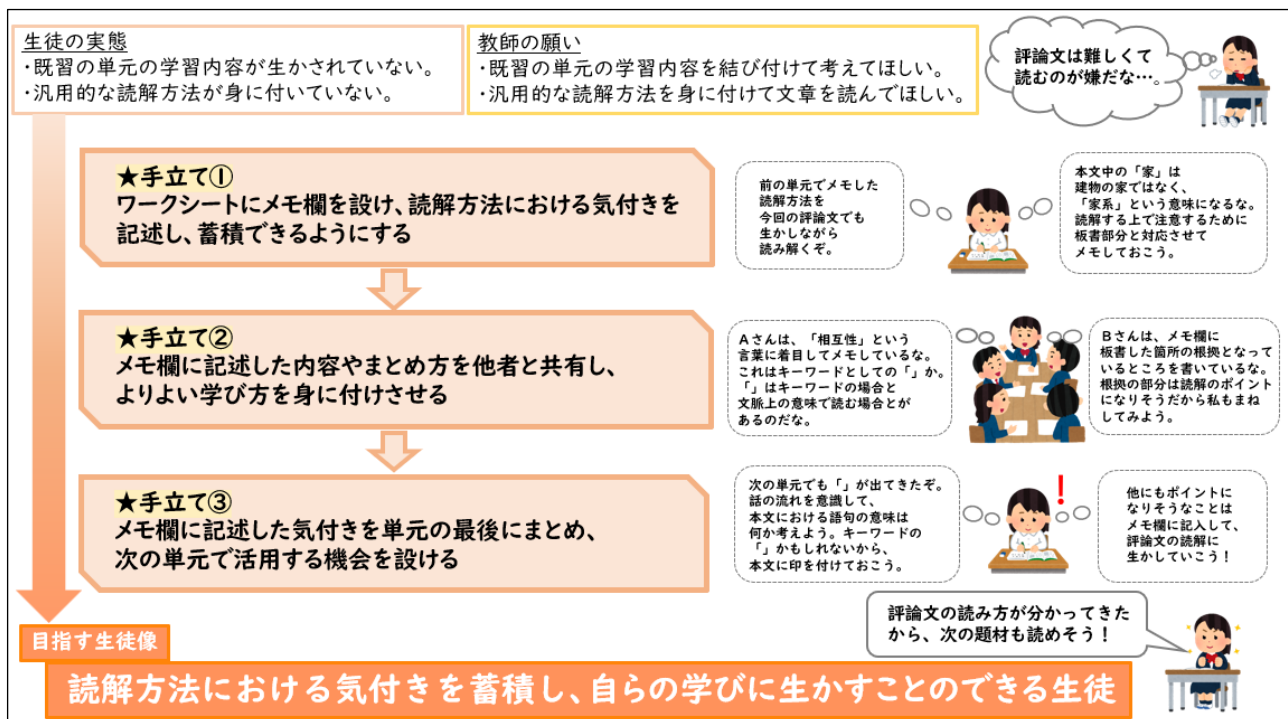 生徒の実態
・既習の単元の学習内容が生かされていない。
・汎用的な読解方法が身に付いていない。
教師の願い
・既習の単元の学習内容を結び付けて考えてほしい。
・汎用的な読解方法を身に付けて文章を読んでほしい。
評論文は難しくて
読むのが嫌だな…。
★手立て①
ワークシートにメモ欄を設け、読解方法における気付きを
記述し、蓄積できるようにする
前の単元でメモした
読解方法を
今回の評論文でも
生かしながら
読み解くぞ。
本文中の「家」は
建物の家ではなく、
「家系」という意味になるな。
読解する上で注意するために
板書部分と対応させて
メモしておこう。
★手立て②
メモ欄に記述した内容やまとめ方を他者と共有し、
よりよい学び方を身に付けさせる
Aさんは、「相互性」という
言葉に着目してメモしているな。
これはキーワードとしての「」か。
「」はキーワードの場合と
文脈上の意味で読む場合とが
あるのだな。
Bさんは、メモ欄に
板書した箇所の根拠となって
いるところを書いているな。
根拠の部分は読解のポイント
になりそうだから私もまね
してみよう。
★手立て③
メモ欄に記述した気付きを単元の最後にまとめ、
次の単元で活用する機会を設ける
次の単元でも「」が出てきたぞ。
話の流れを意識して、
本文における語句の意味は
何か考えよう。キーワードの
「」かもしれないから、
本文に印を付けておこう。
他にもポイントに
なりそうなことは
メモ欄に記入して、
評論文の読解に
生かしていこう！
評論文の読み方が分かってきた
から、次の題材も読めそう！
目指す生徒像
読解方法における気付きを蓄積し、自らの学びに生かすことのできる生徒